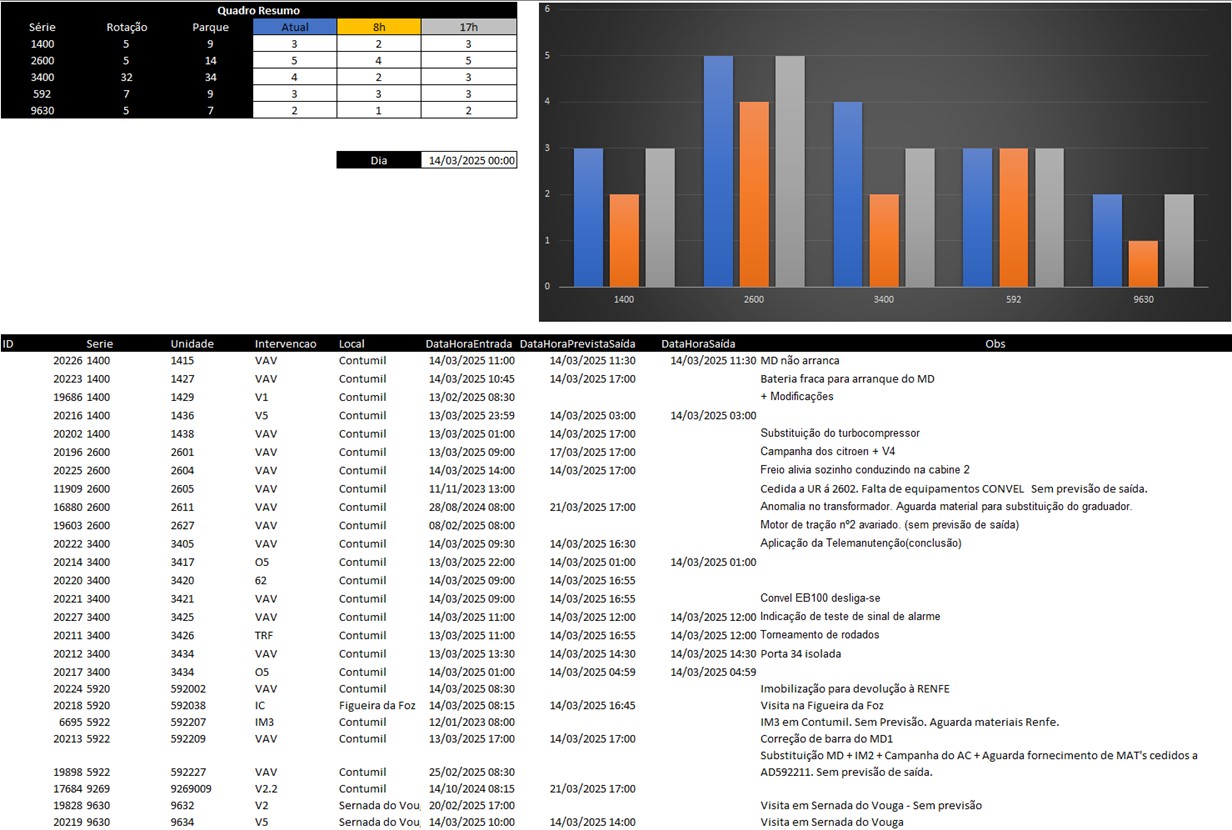 Quadro Resumo
Série Rotação Parque Atual 8h 17h
1400 5 9 3 2 3
2600 5 14 5 4 5
3400 32 34 4 2 3
592 7 9 3 3 3
9630 5 7 2 1 2
Dia 14/03/2025 00:00
6
5
4
3
2
1
0
1400 2600 3400 592 9630
ID Serie Unidade Intervencao Local DataHoraEntrada DataHoraPrevistaSaída DataHoraSaída Obs
20226 1400 1415 VAV Contumil 14/03/2025 11:00 14/03/2025 11:30 14/03/2025 11:30 MD não arranca
20223 1400 1427 VAV Contumil 14/03/2025 10:45 14/03/2025 17:00 Bateria fraca para arranque do MD
19686 1400 1429 V1 Contumil 13/02/2025 08:30 + Modificações
20216 1400 1436 V5 Contumil 13/03/2025 23:59 14/03/2025 03:00 14/03/2025 03:00
20202 1400 1438 VAV Contumil 13/03/2025 01:00 14/03/2025 17:00 Substituição do turbocompressor
20196 2600 2601 VAV Contumil 13/03/2025 09:00 17/03/2025 17:00 Campanha dos citroen + V4
20225 2600 2604 VAV Contumil 14/03/2025 14:00 14/03/2025 17:00 Freio alivia sozinho conduzindo na cabine 2
11909 2600 2605 VAV Contumil 11/11/2023 13:00 Cedida a UR á 2602. Falta de equipamentos CONVEL Sem previsão de saída.
16880 2600 2611 VAV Contumil 28/08/2024 08:00 21/03/2025 17:00 Anomalia no transformador. Aguarda material para substituição do graduador.
19603 2600 2627 VAV Contumil 08/02/2025 08:00 Motor de tração nº2 avariado. (sem previsão de saída)
20222 3400 3405 VAV Contumil 14/03/2025 09:30 14/03/2025 16:30 Aplicação da Telemanutenção(conclusão)
20214 3400 3417 O5 Contumil 13/03/2025 22:00 14/03/2025 01:00 14/03/2025 01:00
20220 3400 3420 62 Contumil 14/03/2025 09:00 14/03/2025 16:55
20221 3400 3421 VAV Contumil 14/03/2025 09:00 14/03/2025 16:55 Convel EB100 desliga-se
20227 3400 3425 VAV Contumil 14/03/2025 11:00 14/03/2025 12:00 14/03/2025 12:00 Indicação de teste de sinal de alarme
20211 3400 3426 TRF Contumil 13/03/2025 11:00 14/03/2025 16:55 14/03/2025 12:00 Torneamento de rodados
20212 3400 3434 VAV Contumil 13/03/2025 13:30 14/03/2025 14:30 14/03/2025 14:30 Porta 34 isolada
20217 3400 3434 O5 Contumil 14/03/2025 01:00 14/03/2025 04:59 14/03/2025 04:59
20224 5920 592002 VAV Contumil 14/03/2025 08:30 Imobilização para devolução à RENFE
20218 5920 592038 IC Figueira da Foz 14/03/2025 08:15 14/03/2025 16:45 Visita na Figueira da Foz
6695 5922 592207 IM3 Contumil 12/01/2023 08:00 IM3 em Contumil. Sem Previsão. Aguarda materiais Renfe.
20213 5922 592209 VAV Contumil 13/03/2025 17:00 14/03/2025 17:00 Correção de barra do MD1
Substituição MD + IM2 + Campanha do AC + Aguarda fornecimento de MAT's cedidos a
19898 5922 592227 VAV Contumil 25/02/2025 08:30 AD592211. Sem previsão de saída.
17684 9269 9269009 V2.2 Contumil 14/10/2024 08:15 21/03/2025 17:00
19828 9630 9632 V2 Sernada do Vou 20/02/2025 17:00 Visita em Sernada do Vouga - Sem previsão
20219 9630 9634 V5 Sernada do Vou 14/03/2025 10:00 14/03/2025 14:00 Visita em Sernada do Vouga